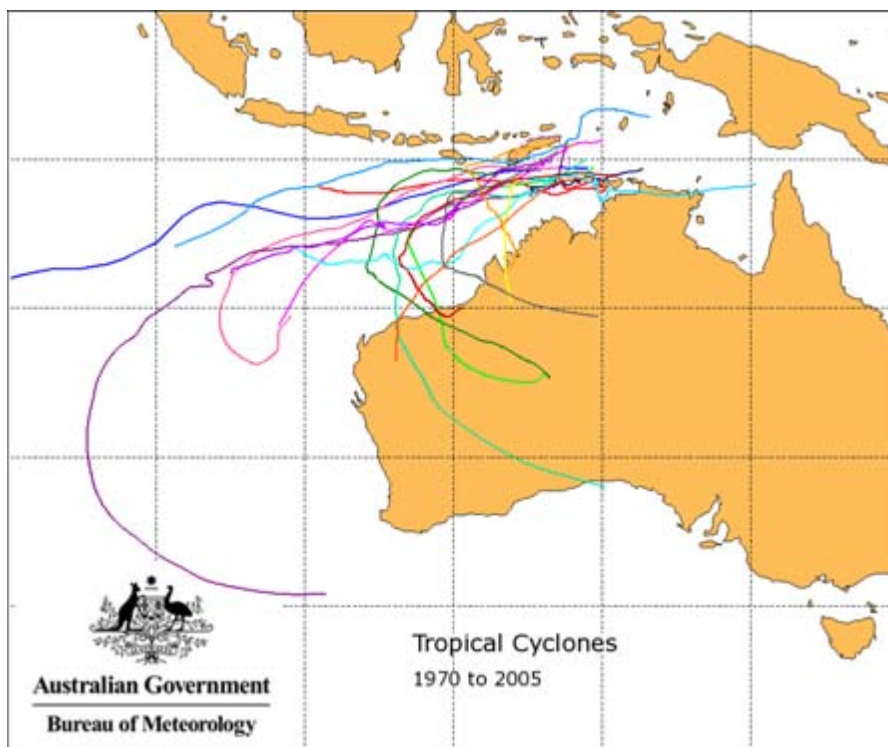 Tropical Cyclones
1970 to 2005
Australian Government
Bureau of Meteorology